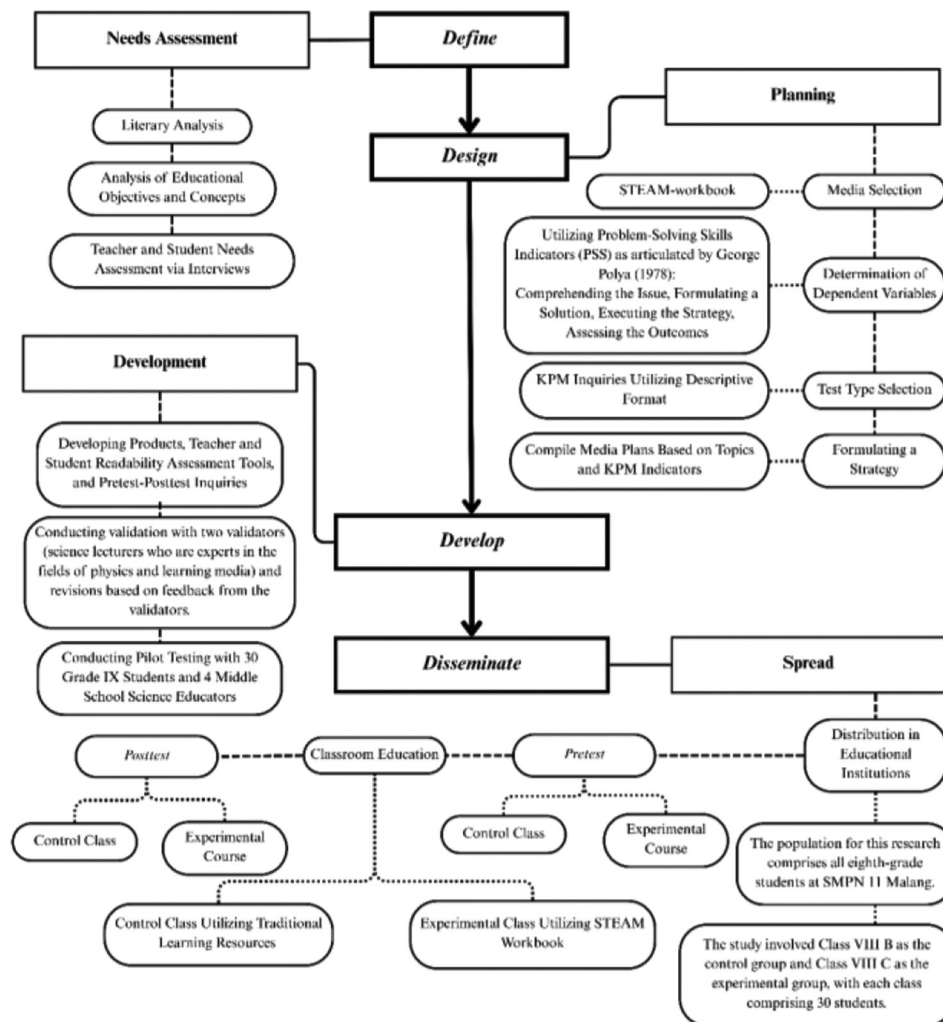 Needs Assessment
Define
Literary Analysis
Analysis of Educational
Objectives and Concepts
Teacher and Student Needs
Assessment via Interviews
Design
Planning
STEAM-workbook
Media Selection
Utilizing Problem-Solving Skills
Indicators (PSS) as articulated by George
Polya (1978):
Comprehending the Issue, Formulating a
Solution, Executing the Strategy,
Assessing the Outcomes
Determination of
Dependent Variables
KPM Inquiries Utilizing Descriptive
Format
Test Type Selection
Compile Media Plans Based on Topics
and KPM Indicators
Formulating a
Strategy
Development
Developing Products, Teacher and
Student Readability Assessment Tools,
and Pretest-Posttest Inquiries
Conducting validation with two validators
(science lecturers who are experts in the
fields of physics and learning media) and
revisions based on feedback from the
validators.
Conducting Pilot Testing with 30
Grade IX Students and 4 Middle
School Science Educators
Develop
Disseminate
Spread
Posttest
Classroom Education
Pretest
Distribution in
Educational
Institutions
Control Class
Experimental
Course
Control Class
Experimental
Course
Control Class Utilizing Traditional
Learning Resources
Experimental Class Utilizing STEAM
Workbook
The population for this research
comprises all eighth-grade
students at SMPN 11 Malang.
The study involved Class VIII B as the
control group and Class VIII C as the
experimental group, with each class
comprising 30 students.